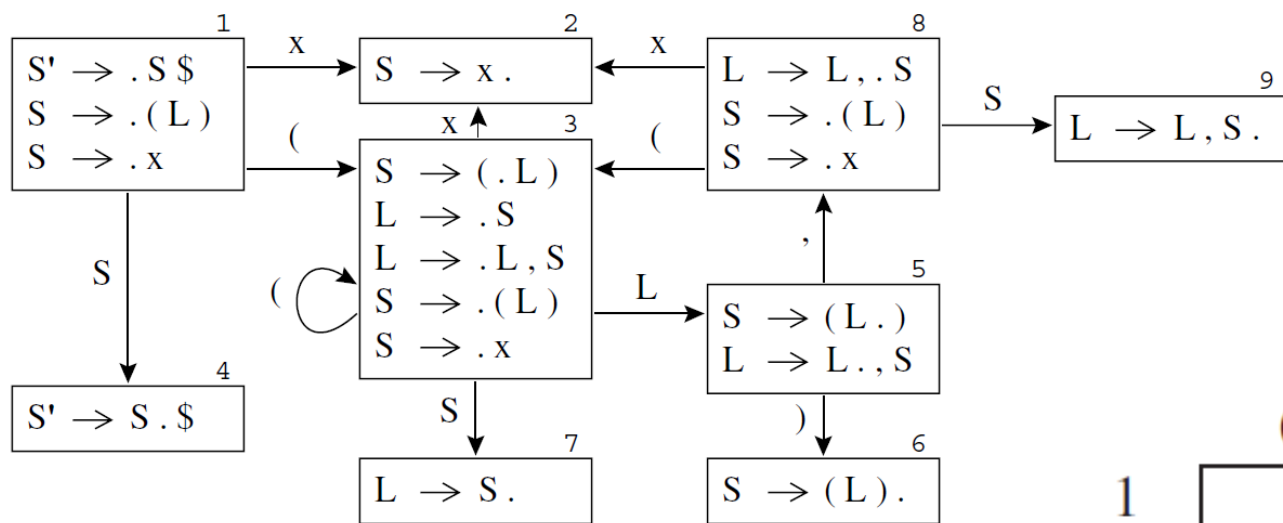 1
S' → . S $
S → . ( L )
S → . x
x
(
S
4
S' → S . $
2
S → x .
x
3
S → ( . L )
L → . S
L → . L , S
S → . ( L )
S → . x
(
S
7
L → S .
L
x
(
8
L → L , . S
S → . ( L )
S → . x
S
9
L → L , S .
,
5
S → ( L . )
L → L . , S
)
6
S → ( L ) .
1